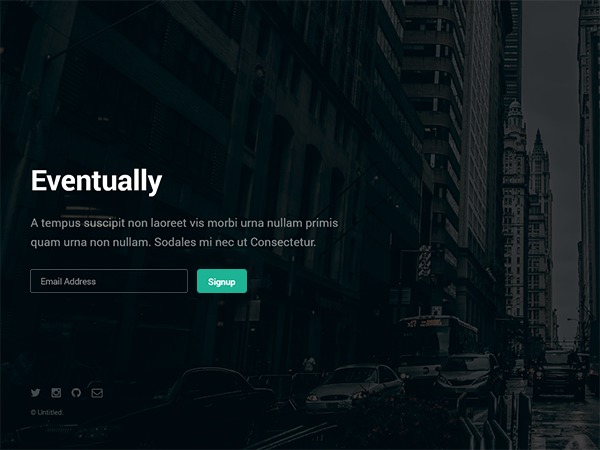 Eventually
A tempus suscipit non laoreet vis morbi urna nullam primis
quam urna non nullam. Sodales mi nec ut Consectetur.
Email Address
Signup
© Untitled.